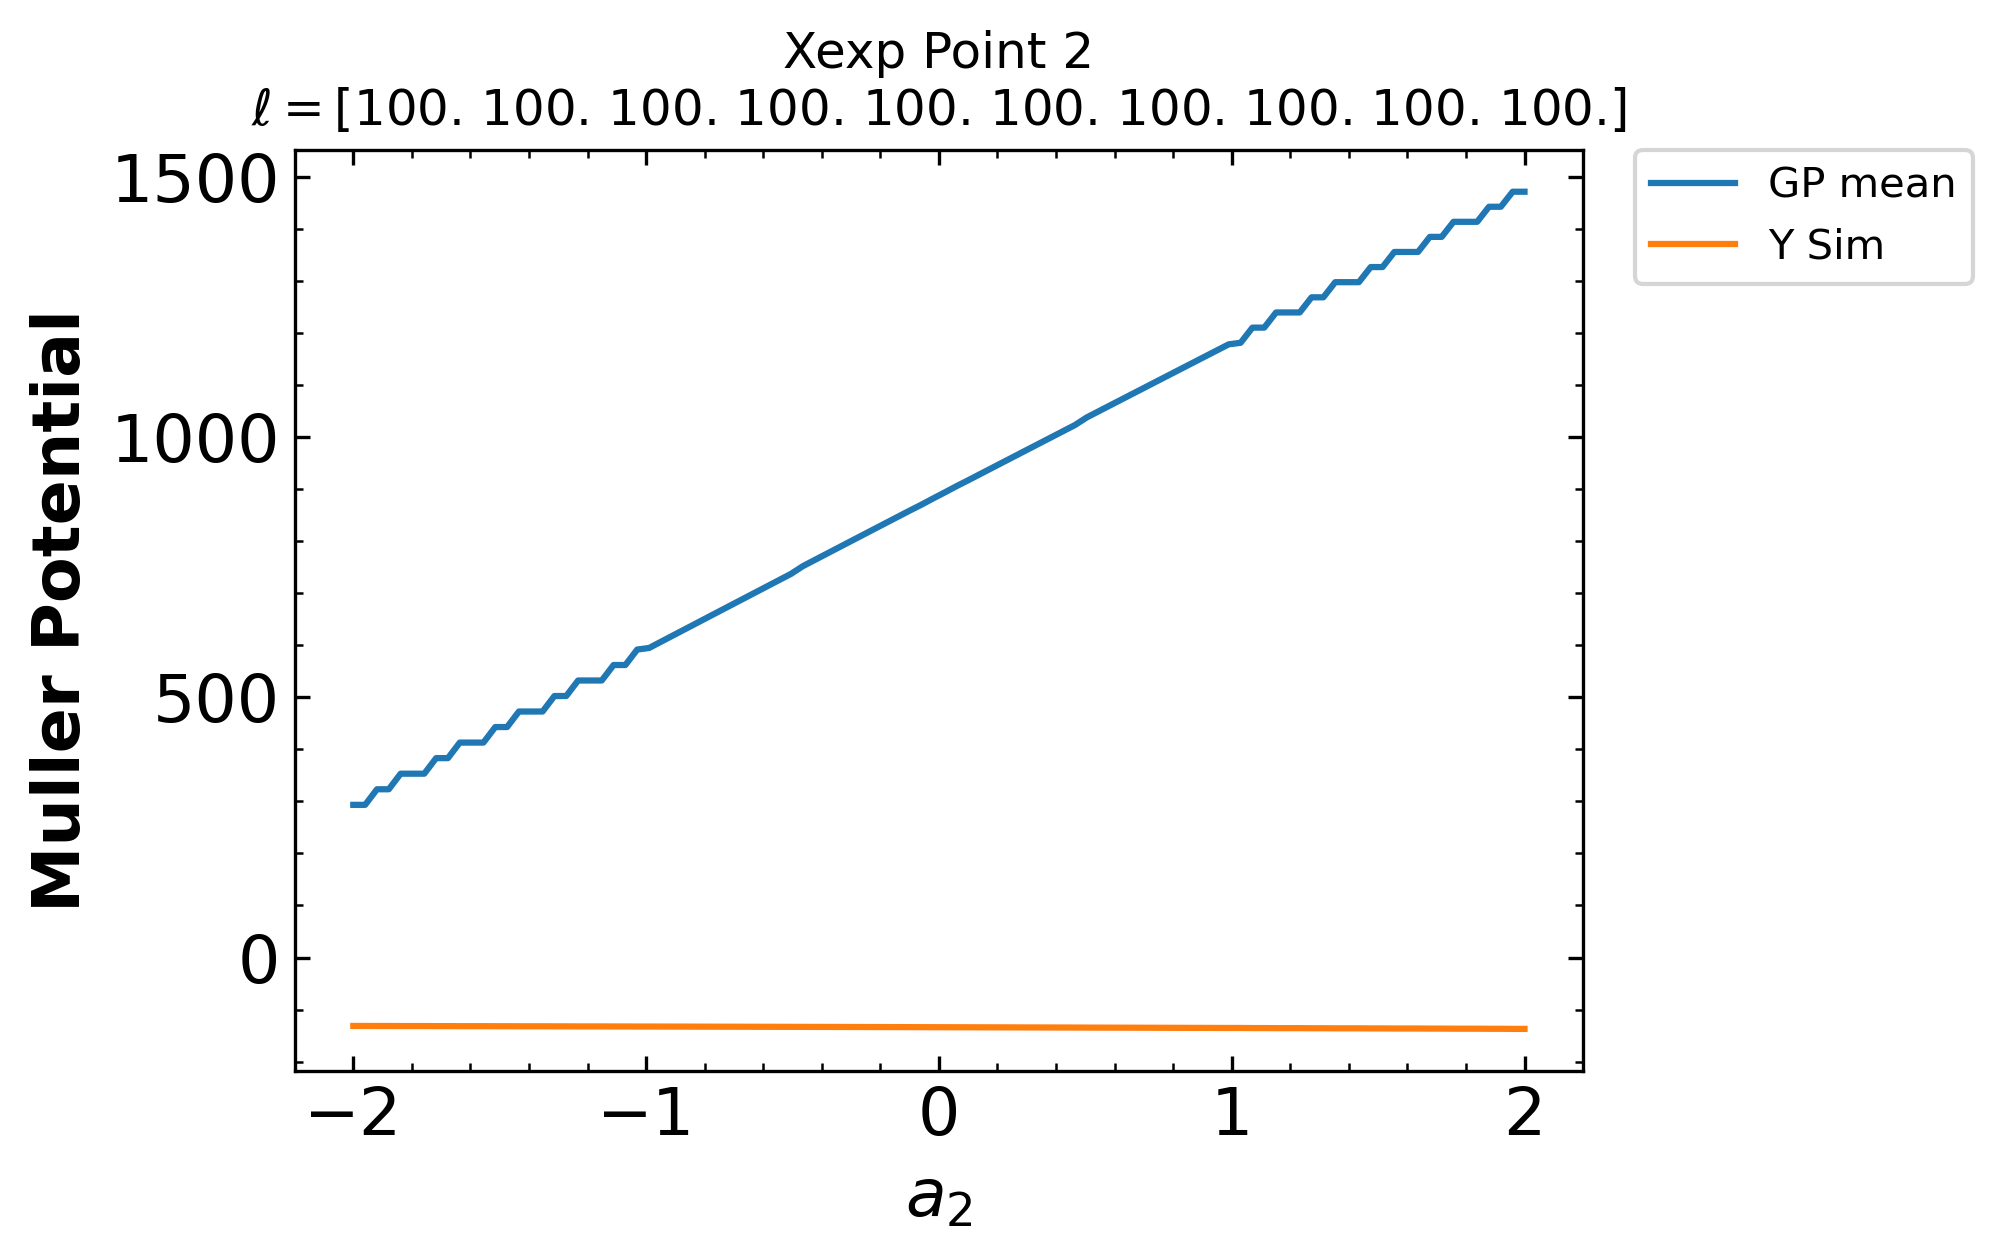 Xexp Point 2
ℓ = [100. 100. 100. 100. 100. 100. 100. 100. 100. 100.]
GP mean
Y Sim
Muller Potential
1500
1000
500
0
−2 −1 0 1 2
a₂